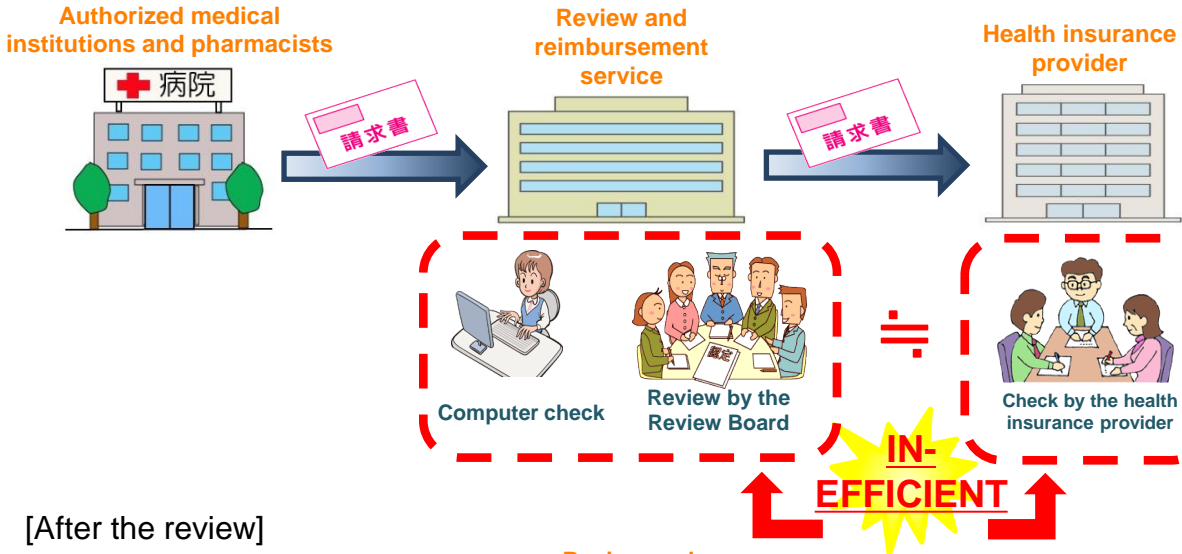 Authorized medical
institutions and pharmacists
Review and
reimbursement
service
Health insurance
provider
病院
請求書
請求書
認定
≒
Computer check
Review by the
Review Board
Check by the health
insurance provider
IN-
EFFICIENT
[After the review]